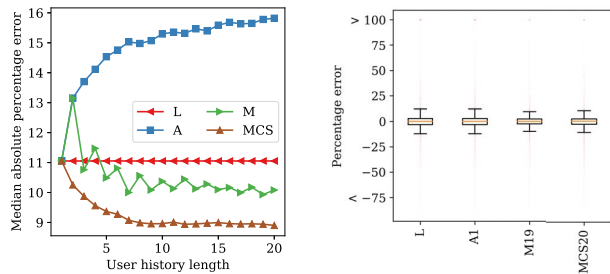 Median absolute percentage error
16
15
14
13
12
11
10
9
L
A
M
MCS
5
10
15
20
User history length
Percentage error
> 100
75
50
25
0
−25
−50
< −75
L
A1
M19
MCS20